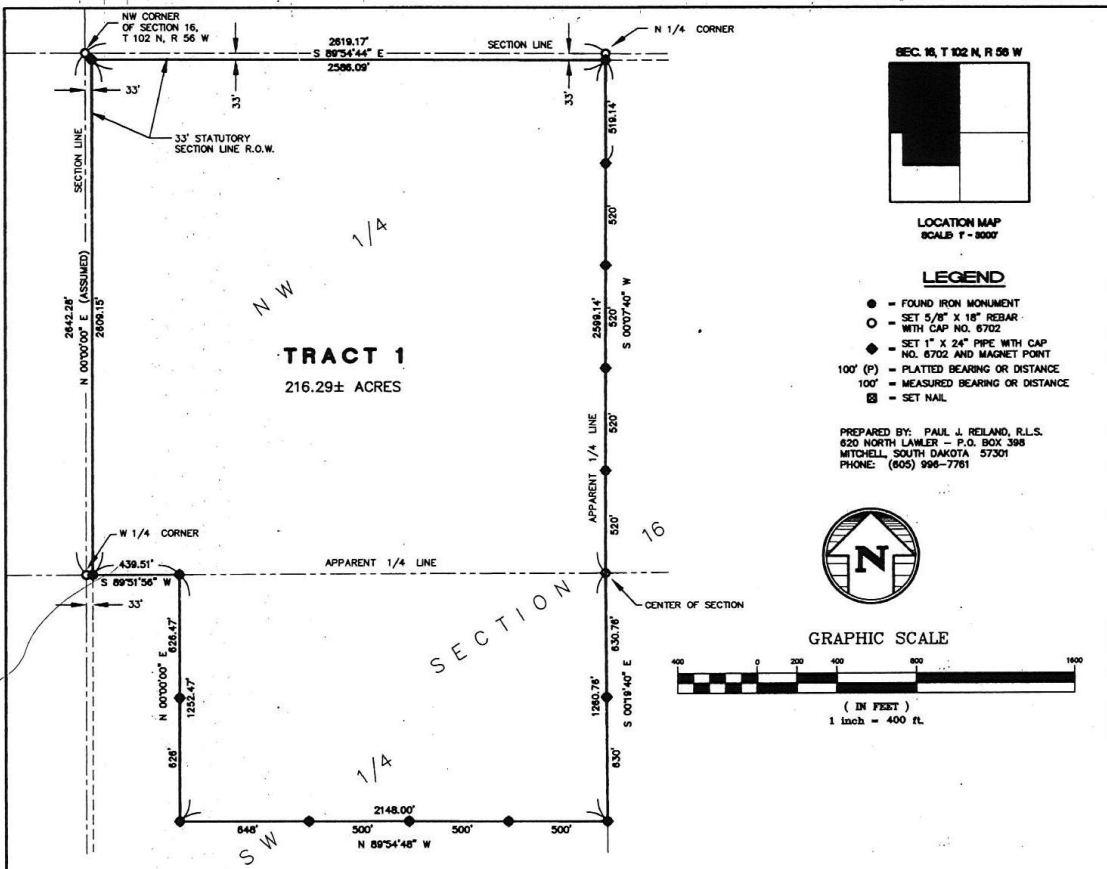 NW CORNER
OF SECTION 16,
T 102 N, R 56 W
2619.17'
S 89°54'44" E
2586.09'
SECTION LINE
N 1/4 CORNER
33'
33'
33'
33' STATUTORY
SECTION LINE R.O.W.
SECTION LINE
2642.28'
N 00°00'00" E (ASSUMED)
2609.15'
NW 1/4
TRACT 1
216.29± ACRES
519.14'
520'
520'
520'
520'
2599.14'
S 00°07'40" W
APPARENT 1/4 LINE
W 1/4 CORNER
439.51'
S 89°51'56" W
33'
APPARENT 1/4 LINE
CENTER OF SECTION
SECTION 16
626.47'
N 00°00'00" E
1252.47'
626'
630.76'
1260.76'
S 00°19'40" E
630'
SW 1/4
2148.00'
648'
500'
500'
500'
N 89°54'48" W
SEC. 16, T 102 N, R 56 W
LOCATION MAP
SCALE 1" = 3000'
LEGEND
= FOUND IRON MONUMENT
= SET 5/8" X 18" REBAR
WITH CAP NO. 6702
= SET 1" X 24" PIPE WITH CAP
NO. 6702 AND MAGNET POINT
100' (P) = PLATTED BEARING OR DISTANCE
100' = MEASURED BEARING OR DISTANCE
= SET NAIL
PREPARED BY: PAUL J. REILAND, R.L.S.
620 NORTH LAWLER - P.O. BOX 398
MITCHELL, SOUTH DAKOTA 57301
PHONE: (605) 996-7761
N
GRAPHIC SCALE
400 0 200 400 800 1600
( IN FEET )
1 inch = 400 ft.